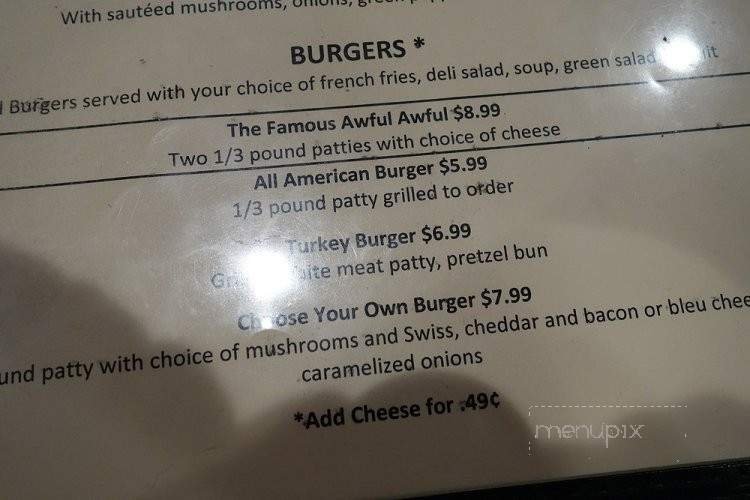 With sautéed mushrooms, onions, green
BURGERS *
Burgers served with your choice of french fries, deli salad, soup, green salad
The Famous Awful Awful $8.99
Two 1/3 pound patties with choice of cheese
All American Burger $5.99
1/3 pound patty grilled to order
Turkey Burger $6.99
meat patty, pretzel bun
Choose Your Own Burger $7.99
patty with choice of mushrooms and Swiss, cheddar and bacon or bleu
caramelized onions
*Add Cheese for .49¢
menupix